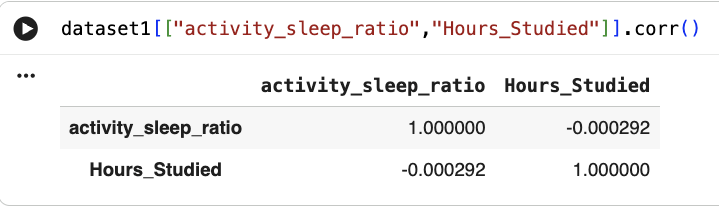 dataset1[["activity_sleep_ratio","Hours_Studied"]].corr()
...
activity_sleep_ratio Hours_Studied
activity_sleep_ratio 1.000000 -0.000292
Hours_Studied -0.000292 1.000000